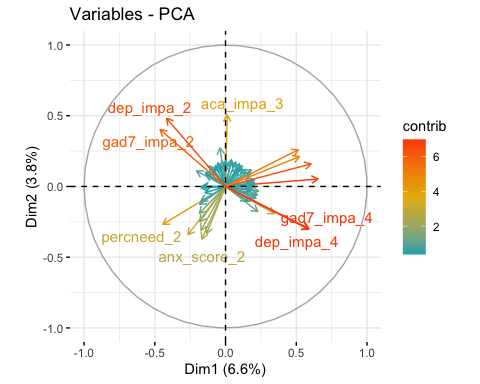 Variables - PCA
1.0
0.5
0.0
-0.5
-1.0
Dim2 (3.8%)
dep_impa_2
aca_impa_3
gad7_impa_2
gad7_impa_4
percneed_2
dep_impa_4
anx_score_2
-1.0 -0.5 0.0 0.5 1.0
Dim1 (6.6%)
contrib
6
4
2